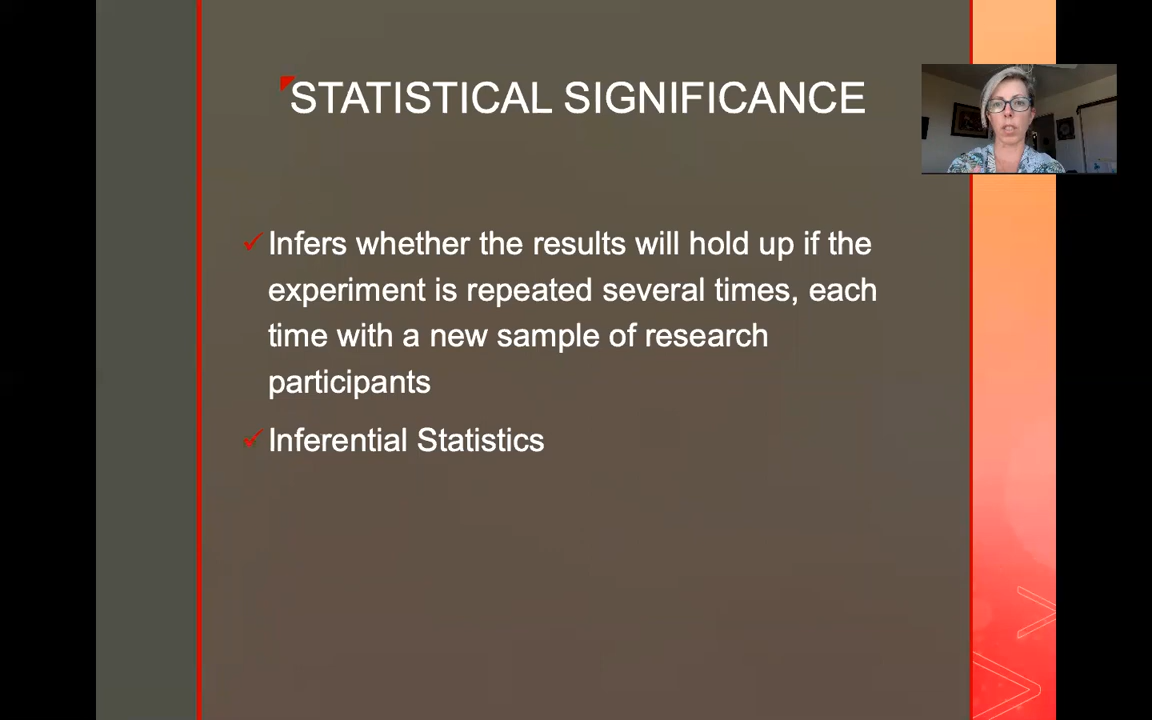 STATISTICAL SIGNIFICANCE
Infers whether the results will hold up if the
experiment is repeated several times, each
time with a new sample of research
participants
Inferential Statistics